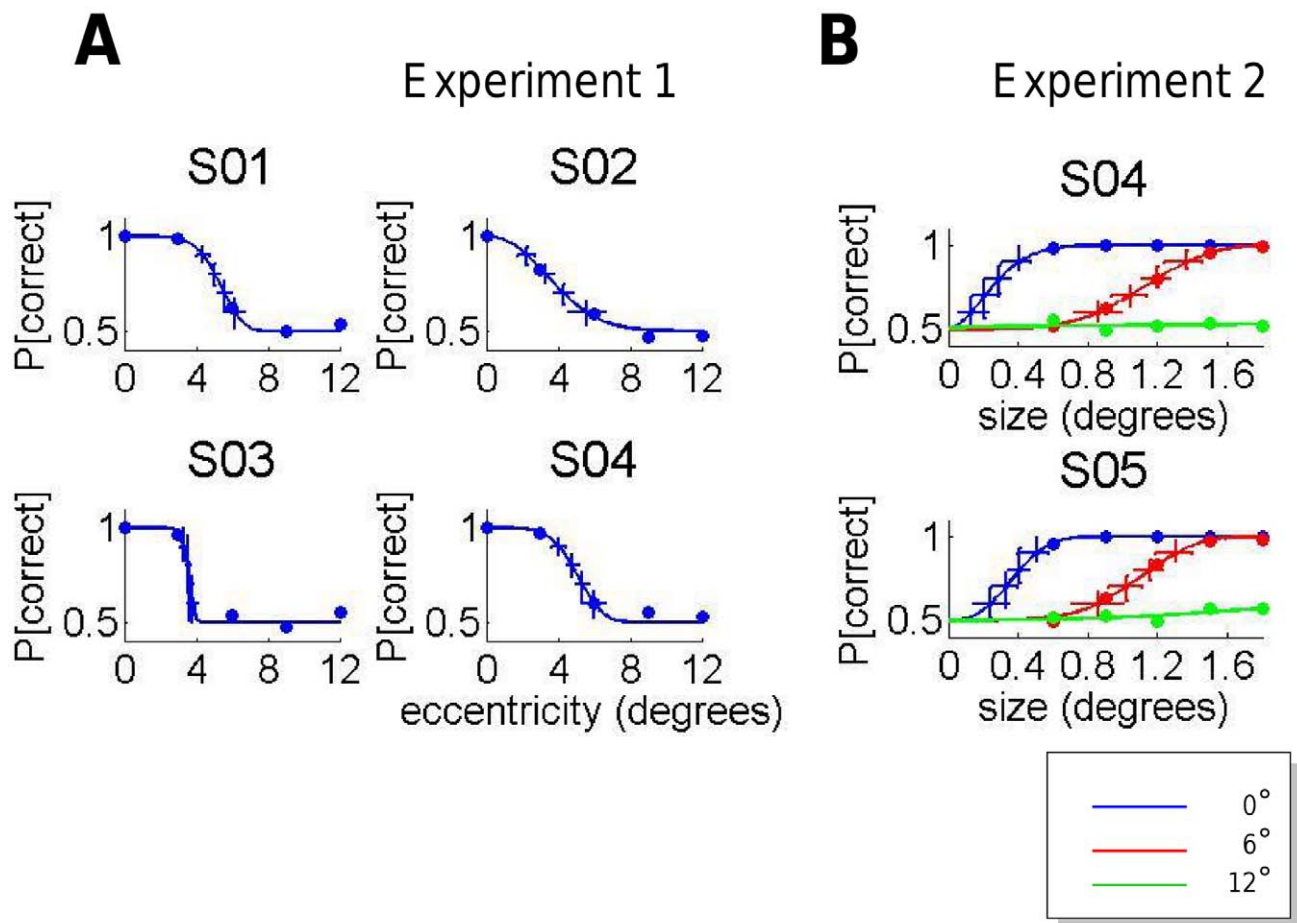 A
B
Experiment 1
Experiment 2
S01
S02
P[correct]
1
0.5
0 4 8 12
P[correct]
1
0.5
0 4 8 12
S03
S04
P[correct]
1
0.5
0 4 8 12
P[correct]
1
0.5
0 4 8 12
eccentricity (degrees)
S04
P[correct]
1
0.5
0 0.4 0.8 1.2 1.6
size (degrees)
S05
P[correct]
1
0.5
0 0.4 0.8 1.2 1.6
size (degrees)
0°
6°
12°